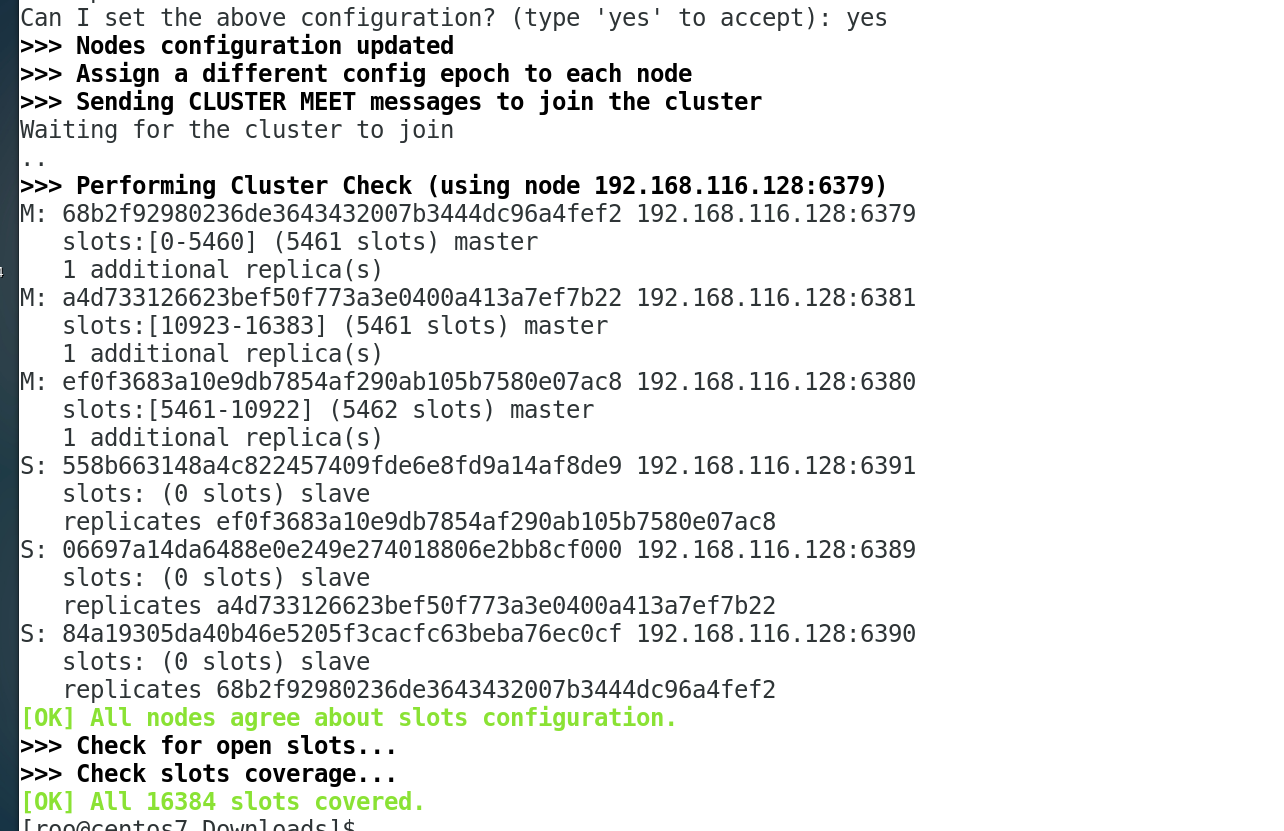 Can I set the above configuration? (type 'yes' to accept): yes
>>> Nodes configuration updated
>>> Assign a different config epoch to each node
>>> Sending CLUSTER MEET messages to join the cluster
Waiting for the cluster to join
..
>>> Performing Cluster Check (using node 192.168.116.128:6379)
M: 68b2f92980236de3643432007b3444dc96a4fef2 192.168.116.128:6379
   slots:[0-5460] (5461 slots) master
   1 additional replica(s)
M: a4d733126623bef50f773a3e0400a413a7ef7b22 192.168.116.128:6381
   slots:[10923-16383] (5461 slots) master
   1 additional replica(s)
M: ef0f3683a10e9db7854af290ab105b7580e07ac8 192.168.116.128:6380
   slots:[5461-10922] (5462 slots) master
   1 additional replica(s)
S: 558b663148a4c822457409fde6e8fd9a14af8de9 192.168.116.128:6391
   slots: (0 slots) slave
   replicates ef0f3683a10e9db7854af290ab105b7580e07ac8
S: 06697a14da6488e0e249e274018806e2bb8cf000 192.168.116.128:6389
   slots: (0 slots) slave
   replicates a4d733126623bef50f773a3e0400a413a7ef7b22
S: 84a19305da40b46e5205f3cacfc63beba76ec0cf 192.168.116.128:6390
   slots: (0 slots) slave
   replicates 68b2f92980236de3643432007b3444dc96a4fef2
[OK] All nodes agree about slots configuration.
>>> Check for open slots...
>>> Check slots coverage...
[OK] All 16384 slots covered.
[roo@centos7 Downloads]$